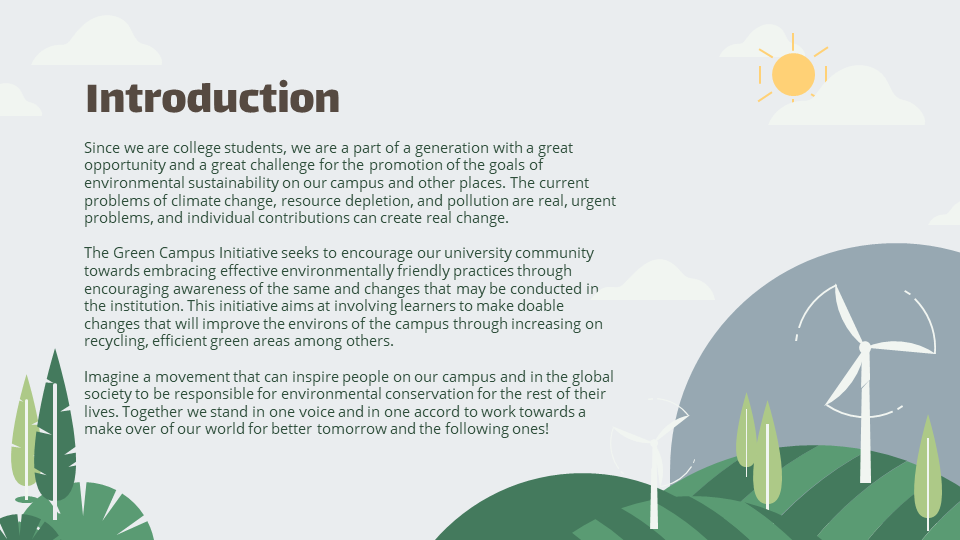 Introduction
Since we are college students, we are a part of a generation with a great
opportunity and a great challenge for the promotion of the goals of
environmental sustainability on our campus and other places. The current
problems of climate change, resource depletion, and pollution are real, urgent
problems, and individual contributions can create real change.
The Green Campus Initiative seeks to encourage our university community
towards embracing effective environmentally friendly practices through
encouraging awareness of the same and changes that may be conducted in
the institution. This initiative aims at involving learners to make doable
changes that will improve the environs of the campus through increasing on
recycling, efficient green areas among others.
Imagine a movement that can inspire people on our campus and in the global
society to be responsible for environmental conservation for the rest of their
lives. Together we stand in one voice and in one accord to work towards a
make over of our world for better tomorrow and the following ones!